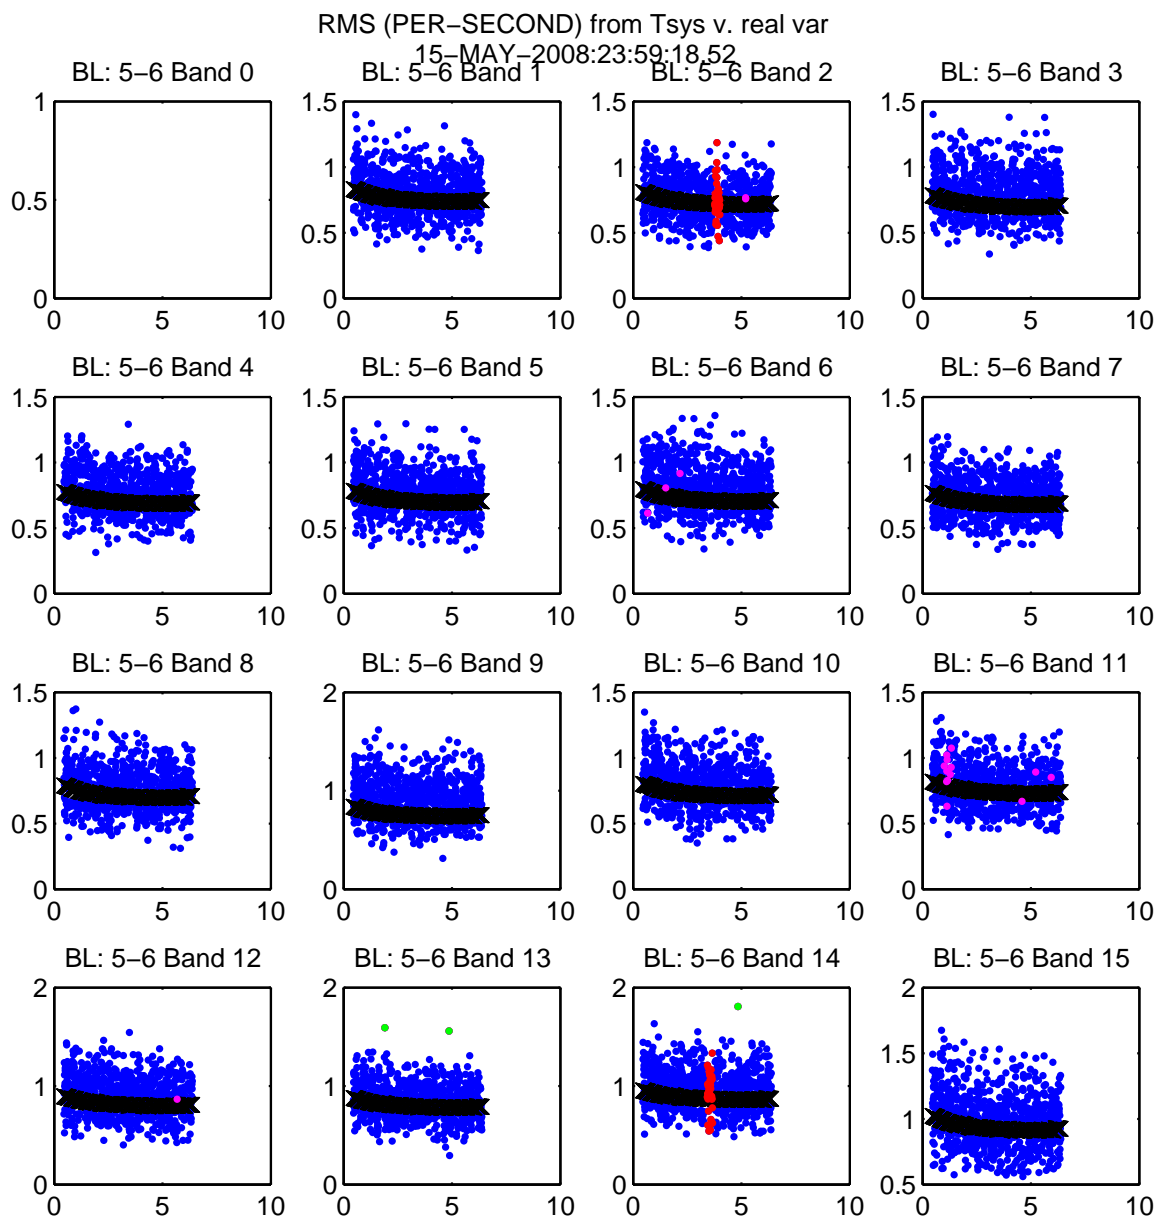 RMS (PER−SECOND) from Tsys v. real var
15−MAY−2008:23:59:18.52
BL: 5−6 Band 0
BL: 5−6 Band 1
BL: 5−6 Band 2
BL: 5−6 Band 3
1
0.5
0
0 5 10
1.5
1
0.5
0
0 5 10
1.5
1
0.5
0
0 5 10
1.5
1
0.5
0
0 5 10
BL: 5−6 Band 4
BL: 5−6 Band 5
BL: 5−6 Band 6
BL: 5−6 Band 7
1.5
1
0.5
0
0 5 10
1.5
1
0.5
0
0 5 10
1.5
1
0.5
0
0 5 10
1.5
1
0.5
0
0 5 10
BL: 5−6 Band 8
BL: 5−6 Band 9
BL: 5−6 Band 10
BL: 5−6 Band 11
1.5
1
0.5
0
0 5 10
2
1
0
0 5 10
1.5
1
0.5
0
0 5 10
1.5
1
0.5
0
0 5 10
BL: 5−6 Band 12
BL: 5−6 Band 13
BL: 5−6 Band 14
BL: 5−6 Band 15
2
1
0
0 5 10
2
1
0
0 5 10
2
1
0
0 5 10
2
1.5
1
0.5
0 5 10